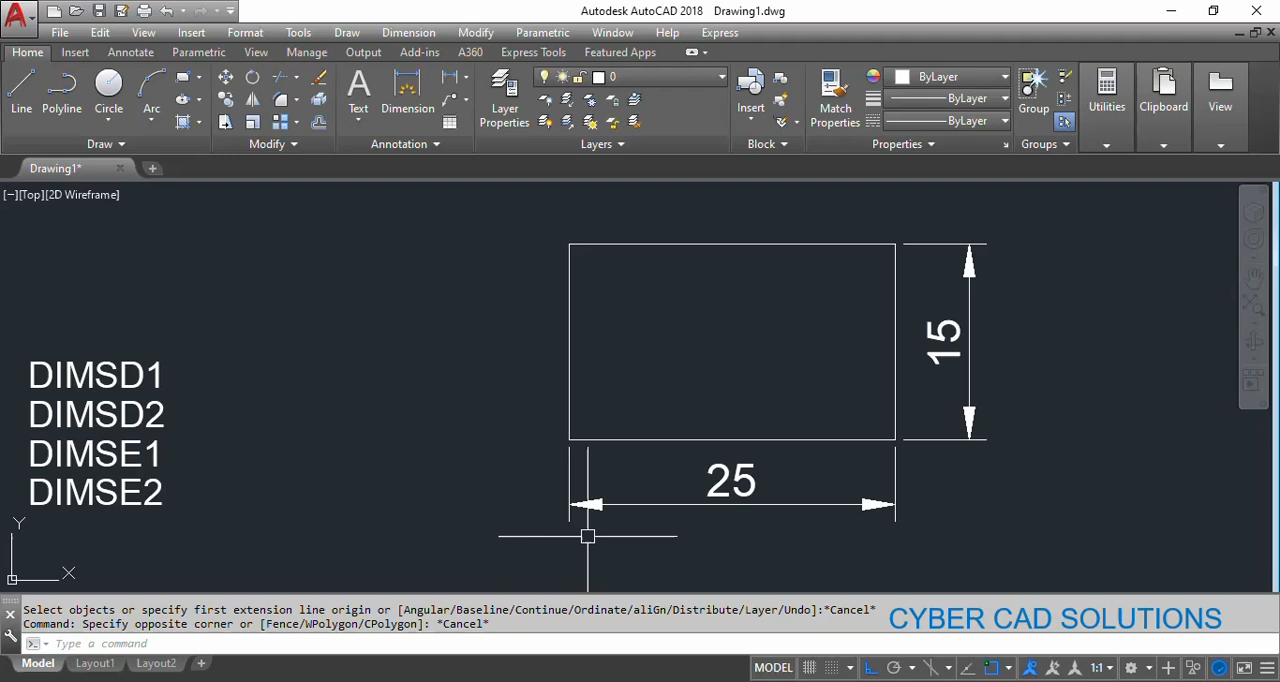 Autodesk AutoCAD 2018 Drawing1.dwg
File Edit View Insert Format Tools Draw Dimension Modify Parametric Window Help Express
Home Insert Annotate Parametric View Manage Output Add-ins A360 Express Tools Featured Apps
Line Polyline Circle Arc Text Dimension Layer Properties 0 Insert Match Properties ByLayer ByLayer ByLayer Group Utilities Clipboard View
Draw Modify Annotation Layers Block Properties Groups
Drawing1*
[−][Top][2D Wireframe]
15
DIMSD1
DIMSD2
DIMSE1
DIMSE2
25
Y
X
Select objects or specify first extension line origin or [Angular/Baseline/Continue/Ordinate/aliGn/Distribute/Layer/Undo]:*Cancel*
Command: Specify opposite corner or [Fence/WPolygon/CPolygon]: *Cancel*
CYBER CAD SOLUTIONS
Type a command
Model Layout1 Layout2 MODEL 1:1